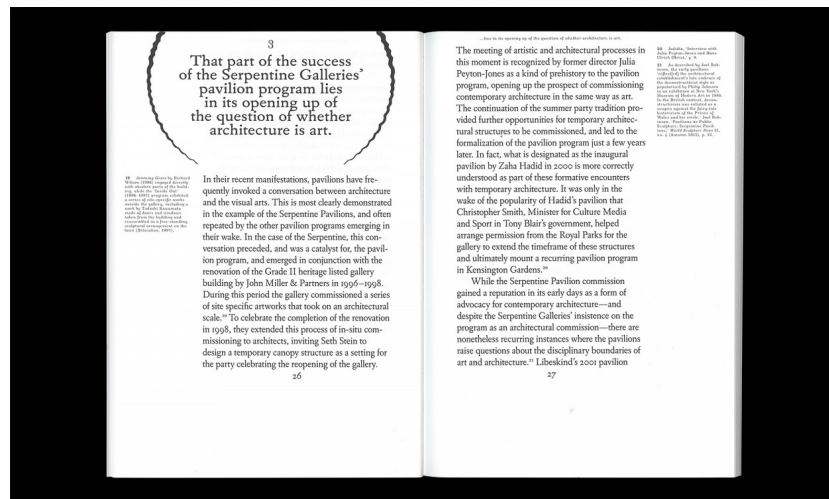 3
That part of the success
of the Serpentine Galleries’
pavilion program lies
in its opening up of
the question of whether
architecture is art.
In their recent manifestations, pavilions have fre-
quently invoked a conversation between architecture
and the visual arts. This is most clearly demonstrated
in the example of the Serpentine Pavilions, and often
repeated by the other pavilion programs emerging in
their wake. In the case of the Serpentine, this con-
versation preceded, and was a catalyst for, the pavil-
ion program, and emerged in conjunction with the
renovation of the Grade II heritage listed gallery
building by John Miller & Partners in 1996–1998.
During this period the gallery commissioned a series
of site specific artworks that took on an architectural
scale.¹⁹ To celebrate the completion of the renovation
in 1998, they extended this process of in-situ com-
missioning to architects, inviting Seth Stein to
design a temporary canopy structure as a setting for
the party celebrating the reopening of the gallery.
26
...lies in its opening up of the question of whether architecture is art.
The meeting of artistic and architectural processes in
this moment is recognized by former director Julia
Peyton-Jones as a kind of prehistory to the pavilion
program, opening up the prospect of commissioning
contemporary architecture in the same way as art.
The continuation of the summer party tradition pro-
vided further opportunities for temporary architec-
tural structures to be commissioned, and led to the
formalization of the pavilion program just a few years
later. In fact, what is designated as the inaugural
pavilion by Zaha Hadid in 2000 is more correctly
understood as part of these formative encounters
with temporary architecture. It was only in the
wake of the popularity of Hadid’s pavilion that
Christopher Smith, Minister for Culture Media
and Sport in Tony Blair’s government, helped
arrange permission from the Royal Parks for the
gallery to extend the timeframe of these structures
and ultimately mount a recurring pavilion program
in Kensington Gardens.²⁰
While the Serpentine Pavilion commission
gained a reputation in its early days as a form of
advocacy for contemporary architecture—and
despite the Serpentine Galleries’ insistence on the
program as an architectural commission—there are
nonetheless recurring instances where the pavilions
raise questions about the disciplinary boundaries of
art and architecture.²¹ Libeskind’s 2001 pavilion
27